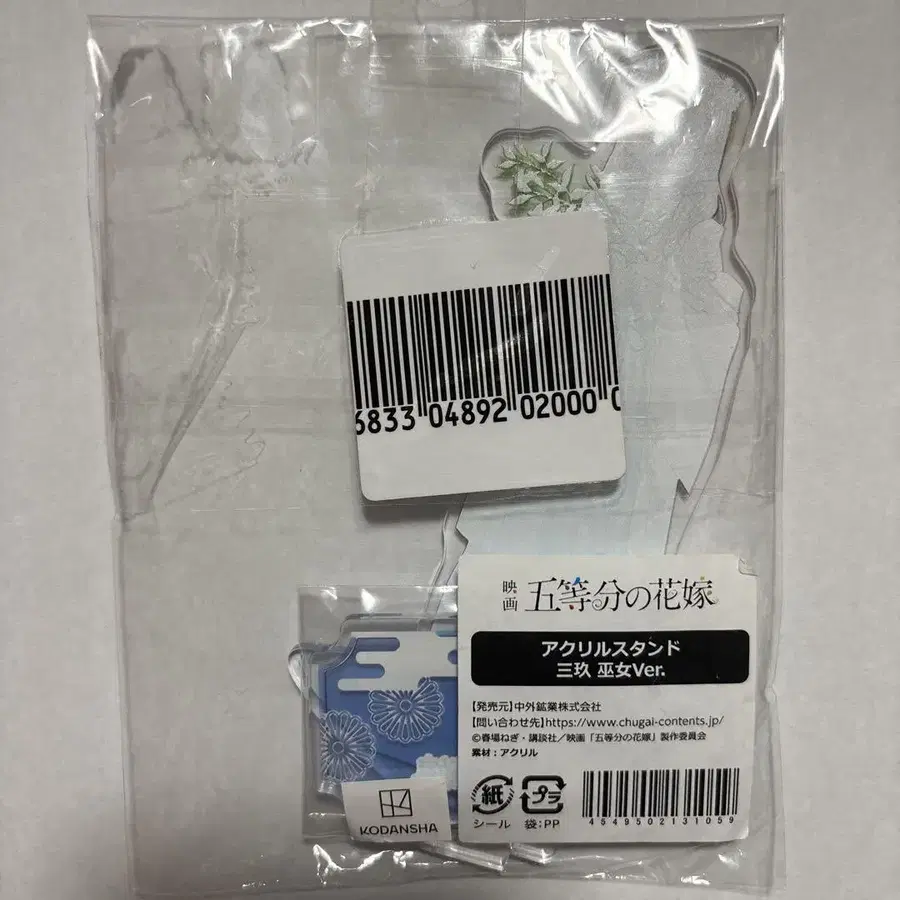 6833 04892 02000 0
映画 五等分の花嫁
アクリルスタンド
三玖 巫女Ver.
【発売元】中外鉱業株式会社
【問い合わせ先】https://www.chugai-contents.jp/
©春場ねぎ・講談社／映画「五等分の花嫁」製作委員会
素材：アクリル
紙 プラ
シール 袋：PP
4549502131059
KODANSHA